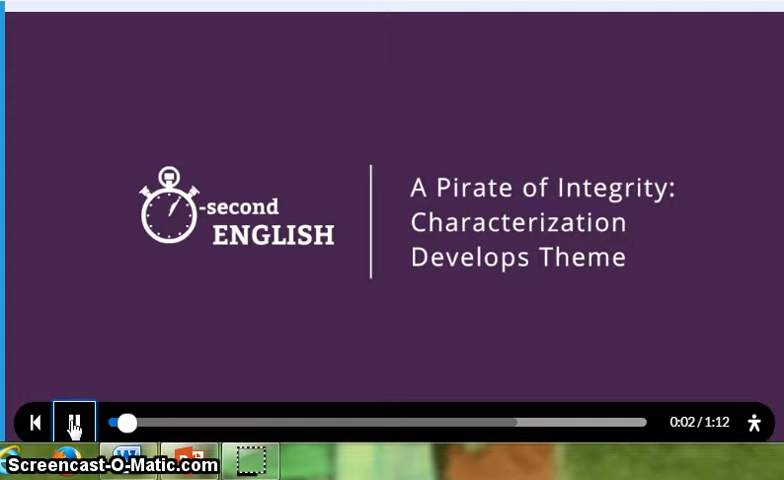 A Pirate of Integrity:
-second
Characterization
ENGLISH
Develops Theme
0:02 / 1:12
Screencast-O-Matic.com